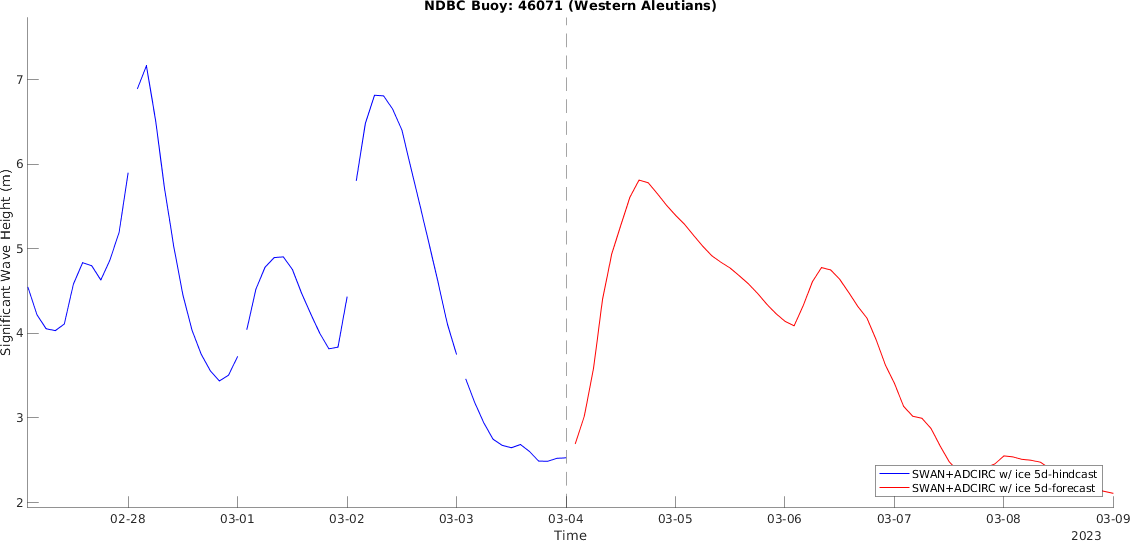 NDBC Buoy: 46071 (Western Aleutians)
Significant Wave Height (m)
7
6
5
4
3
2
SWAN+ADCIRC w/ ice 5d-hindcast
SWAN+ADCIRC w/ ice 5d-forecast
02-28 03-01 03-02 03-03 03-04 03-05 03-06 03-07 03-08 03-09
Time
2023